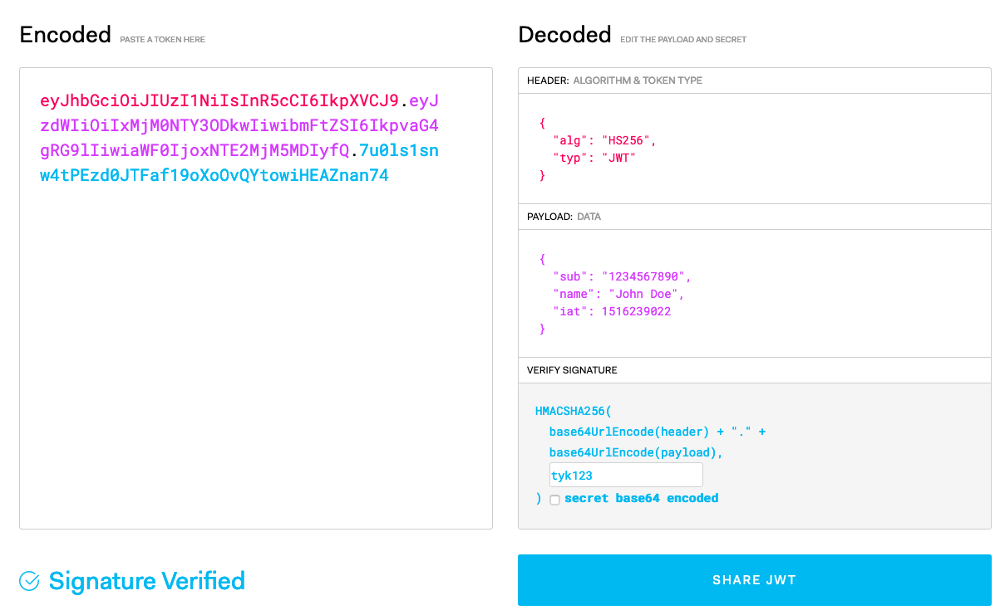 Encoded PASTE A TOKEN HERE
eyJhbGciOiJIUzI1NiIsInR5cCI6IkpXVCJ9.eyJ
zdWIiOiIxMjM0NTY3ODkwIiwibmFtZSI6IkpvaG4
gRG9lIiwiaWF0IjoxNTE2MjM5MDIyfQ.7u0ls1sn
w4tPEzd0JTFaf19oXoOvQYtowiHEAZnan74
Signature Verified
Decoded EDIT THE PAYLOAD AND SECRET
HEADER: ALGORITHM & TOKEN TYPE
{
"alg": "HS256",
"typ": "JWT"
}
PAYLOAD: DATA
{
"sub": "1234567890",
"name": "John Doe",
"iat": 1516239022
}
VERIFY SIGNATURE
HMACSHA256(
base64UrlEncode(header) + "." +
base64UrlEncode(payload),
tyk123
) secret base64 encoded
SHARE JWT